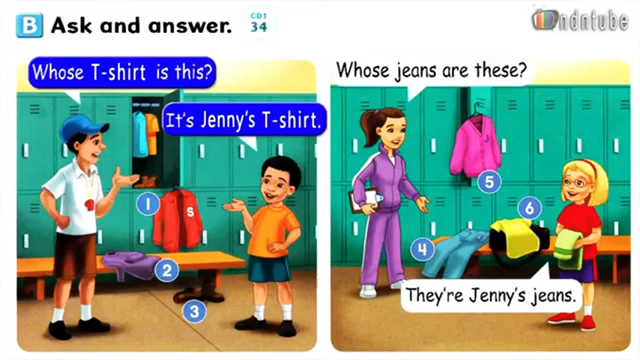 B Ask and answer. CD1 34
ndntube
Whose T-shirt is this?
It's Jenny's T-shirt.
1
S
2
3
Whose jeans are these?
5
6
4
They're Jenny's jeans.